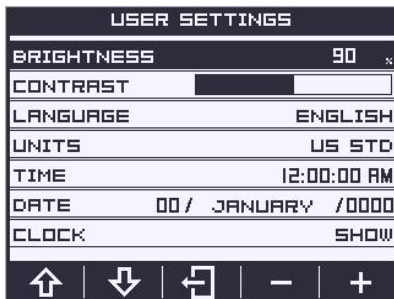 USER SETTINGS
BRIGHTNESS 90 %
CONTRAST
LANGUAGE ENGLISH
UNITS US STD
TIME 12:00:00 AM
DATE 00/ JANUARY /0000
CLOCK SHOW